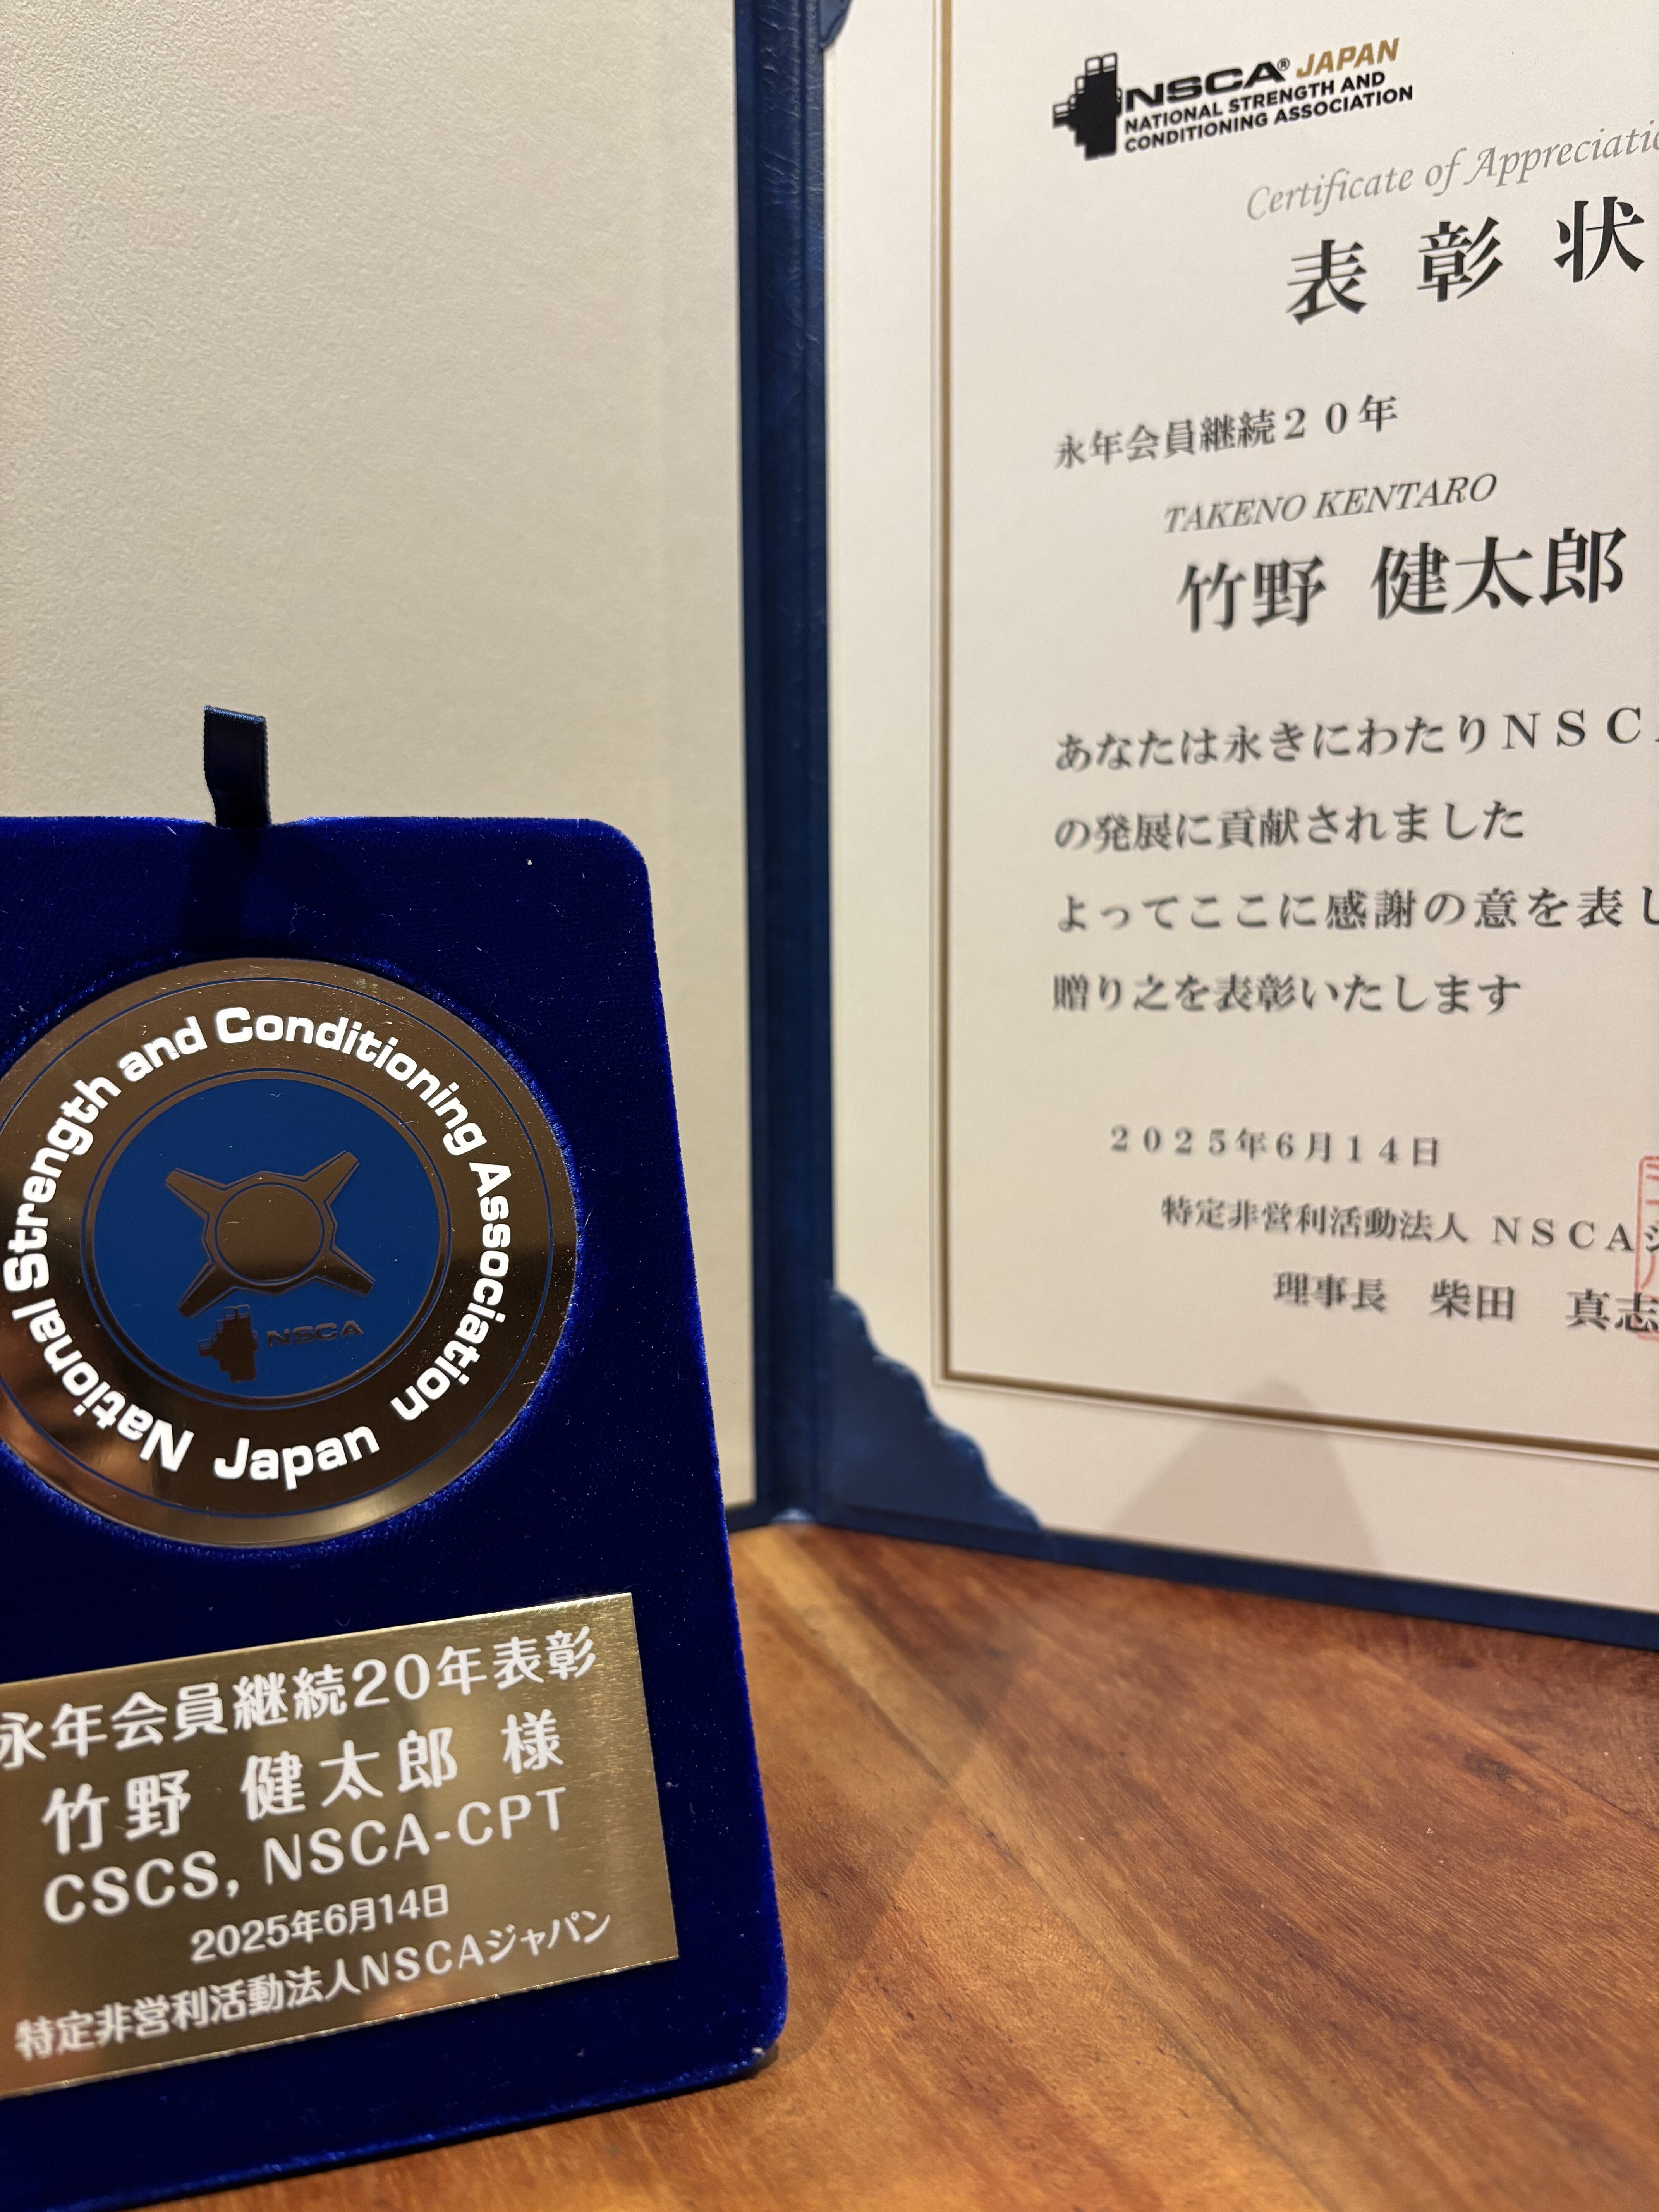 NSCA® JAPAN
NATIONAL STRENGTH AND
CONDITIONING ASSOCIATION
Certificate of
表彰状
永年会員継続20年
TAKENO KENTARO
竹野 健太郎
あなたは永きにわたりNSC
の発展に貢献されました
よってここに感謝の意を表し
贈り之を表彰いたします
2025年6月14日
特定非営利活動法人 NSCA
理事長 柴田 真志
National Strength and Conditioning Association Japan
NSCA
永年会員継続20年表彰
竹野 健太郎 様
CSCS, NSCA-CPT
2025年6月14日
特定非営利活動法人NSCAジャパン